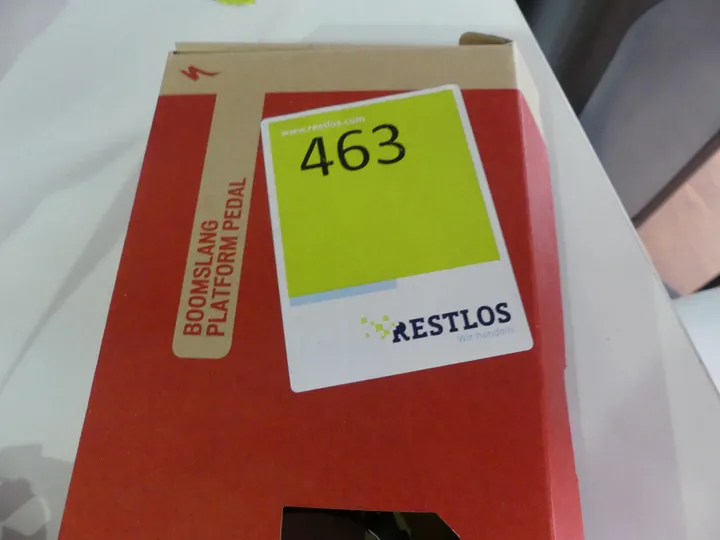 BOOMSLANG
PLATFORM PEDAL
www.restlos.com
463
RESTLOS
Wir handeln.